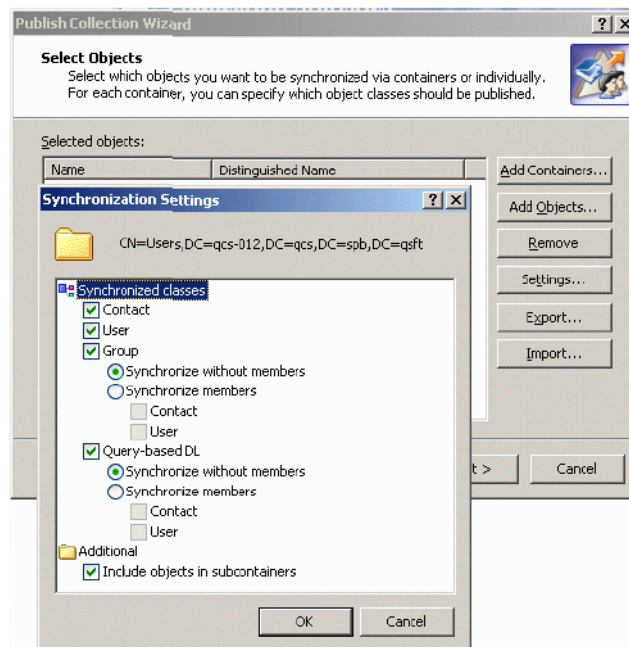 Publish Collection Wizard
Select Objects
Select which objects you want to be synchronized via containers or individually.
For each container, you can specify which object classes should be published.
Selected objects:
Name Distinguished Name
Add Containers...
Add Objects...
Remove
Settings...
Export...
Import...
t > Cancel
Synchronization Settings
CN=Users,DC=qcs-012,DC=qcs,DC=spb,DC=qsft
Synchronized classes
Contact
User
Group
Synchronize without members
Synchronize members
Contact
User
Query-based DL
Synchronize without members
Synchronize members
Contact
User
Additional
Include objects in subcontainers
OK Cancel